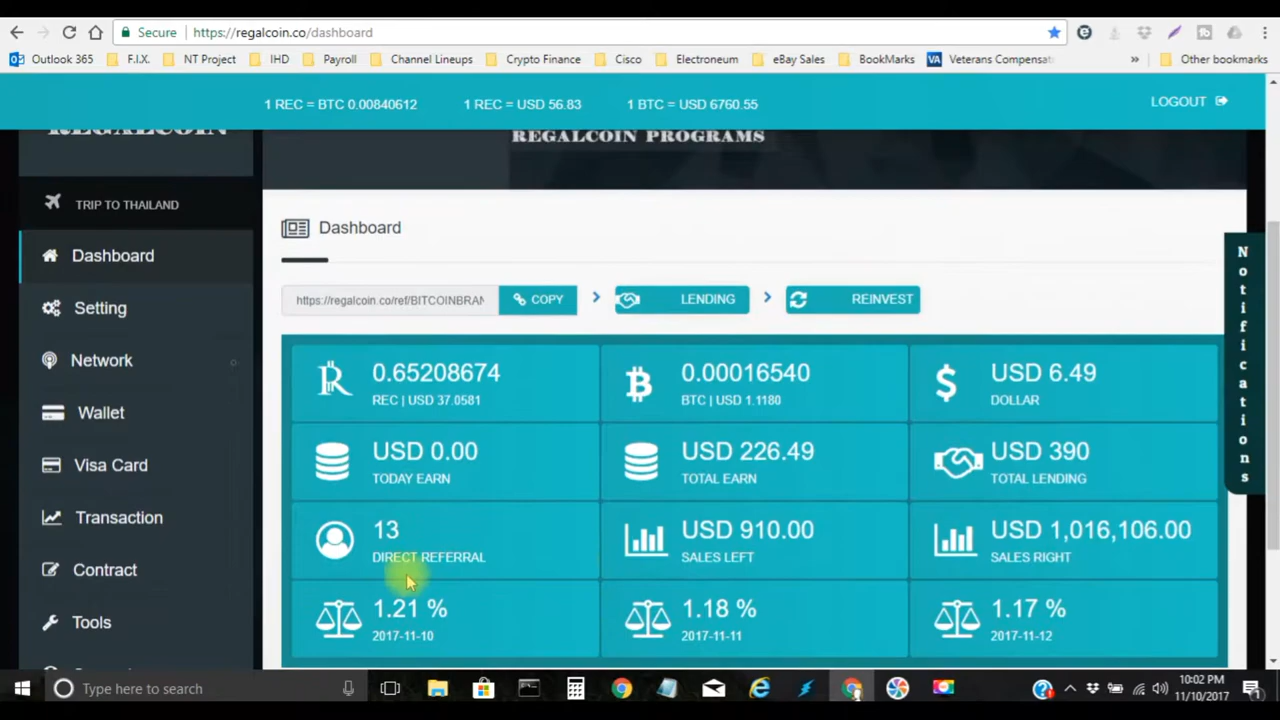 Secure
https://regalcoin.co/dashboard
Outlook 365
F.I.X.
NT Project
IHD
Payroll
Channel Lineups
Crypto Finance
Cisco
Electroneum
eBay Sales
BookMarks
VA Veterans Compensati
»
Other bookmarks
1 REC = BTC 0.00840612
1 REC = USD 56.83
1 BTC = USD 6760.55
LOGOUT
REGALCOIN
REGALCOIN PROGRAMS
TRIP TO THAILAND
Dashboard
Setting
Network
Wallet
Visa Card
Transaction
Contract
Tools
Dashboard
https://regalcoin.co/ref/BITCOINBRAN
COPY
LENDING
REINVEST
0.65208674
REC | USD 37.0581
0.00016540
BTC | USD 1.1180
USD 6.49
DOLLAR
USD 0.00
TODAY EARN
USD 226.49
TOTAL EARN
USD 390
TOTAL LENDING
13
DIRECT REFERRAL
USD 910.00
SALES LEFT
USD 1,016,106.00
SALES RIGHT
1.21 %
2017-11-10
1.18 %
2017-11-11
1.17 %
2017-11-12
Notifications
Type here to search
10:02 PM
11/10/2017